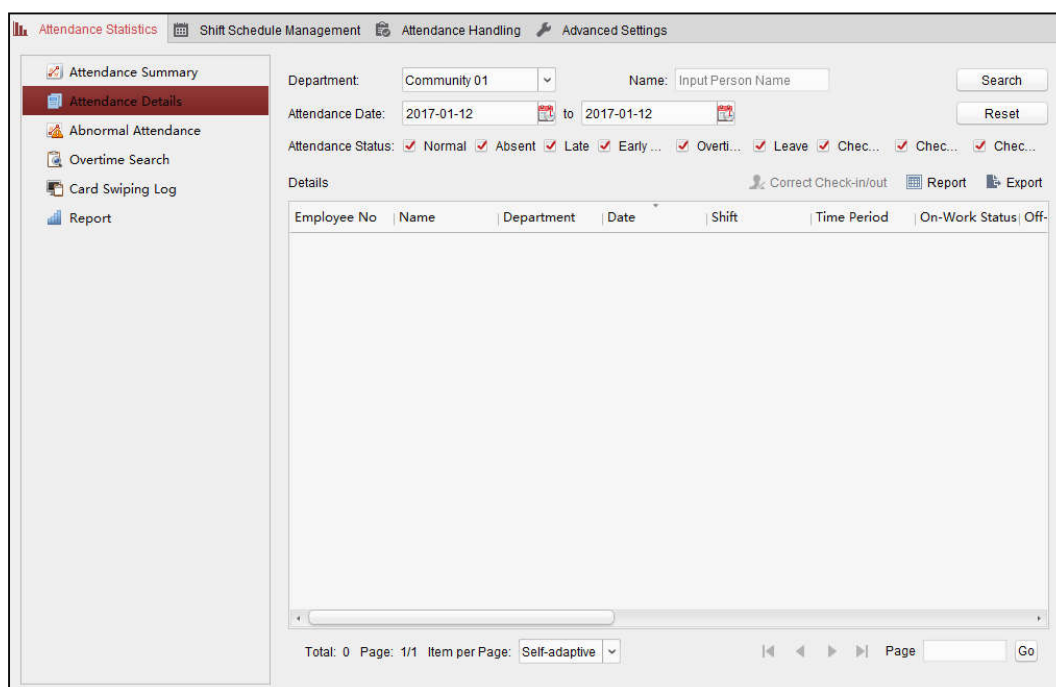 Attendance Statistics Shift Schedule Management Attendance Handling Advanced Settings
Attendance Summary
Attendance Details
Abnormal Attendance
Overtime Search
Card Swiping Log
Report
Department: Community 01 Name: Input Person Name Search
Attendance Date: 2017-01-12 to 2017-01-12 Reset
Attendance Status: Normal Absent Late Early ... Overti... Leave Chec... Chec... Chec...
Details Correct Check-in/out Report Export
Employee No Name Department Date Shift Time Period On-Work Status Off-
Total: 0 Page: 1/1 Item per Page: Self-adaptive Page Go